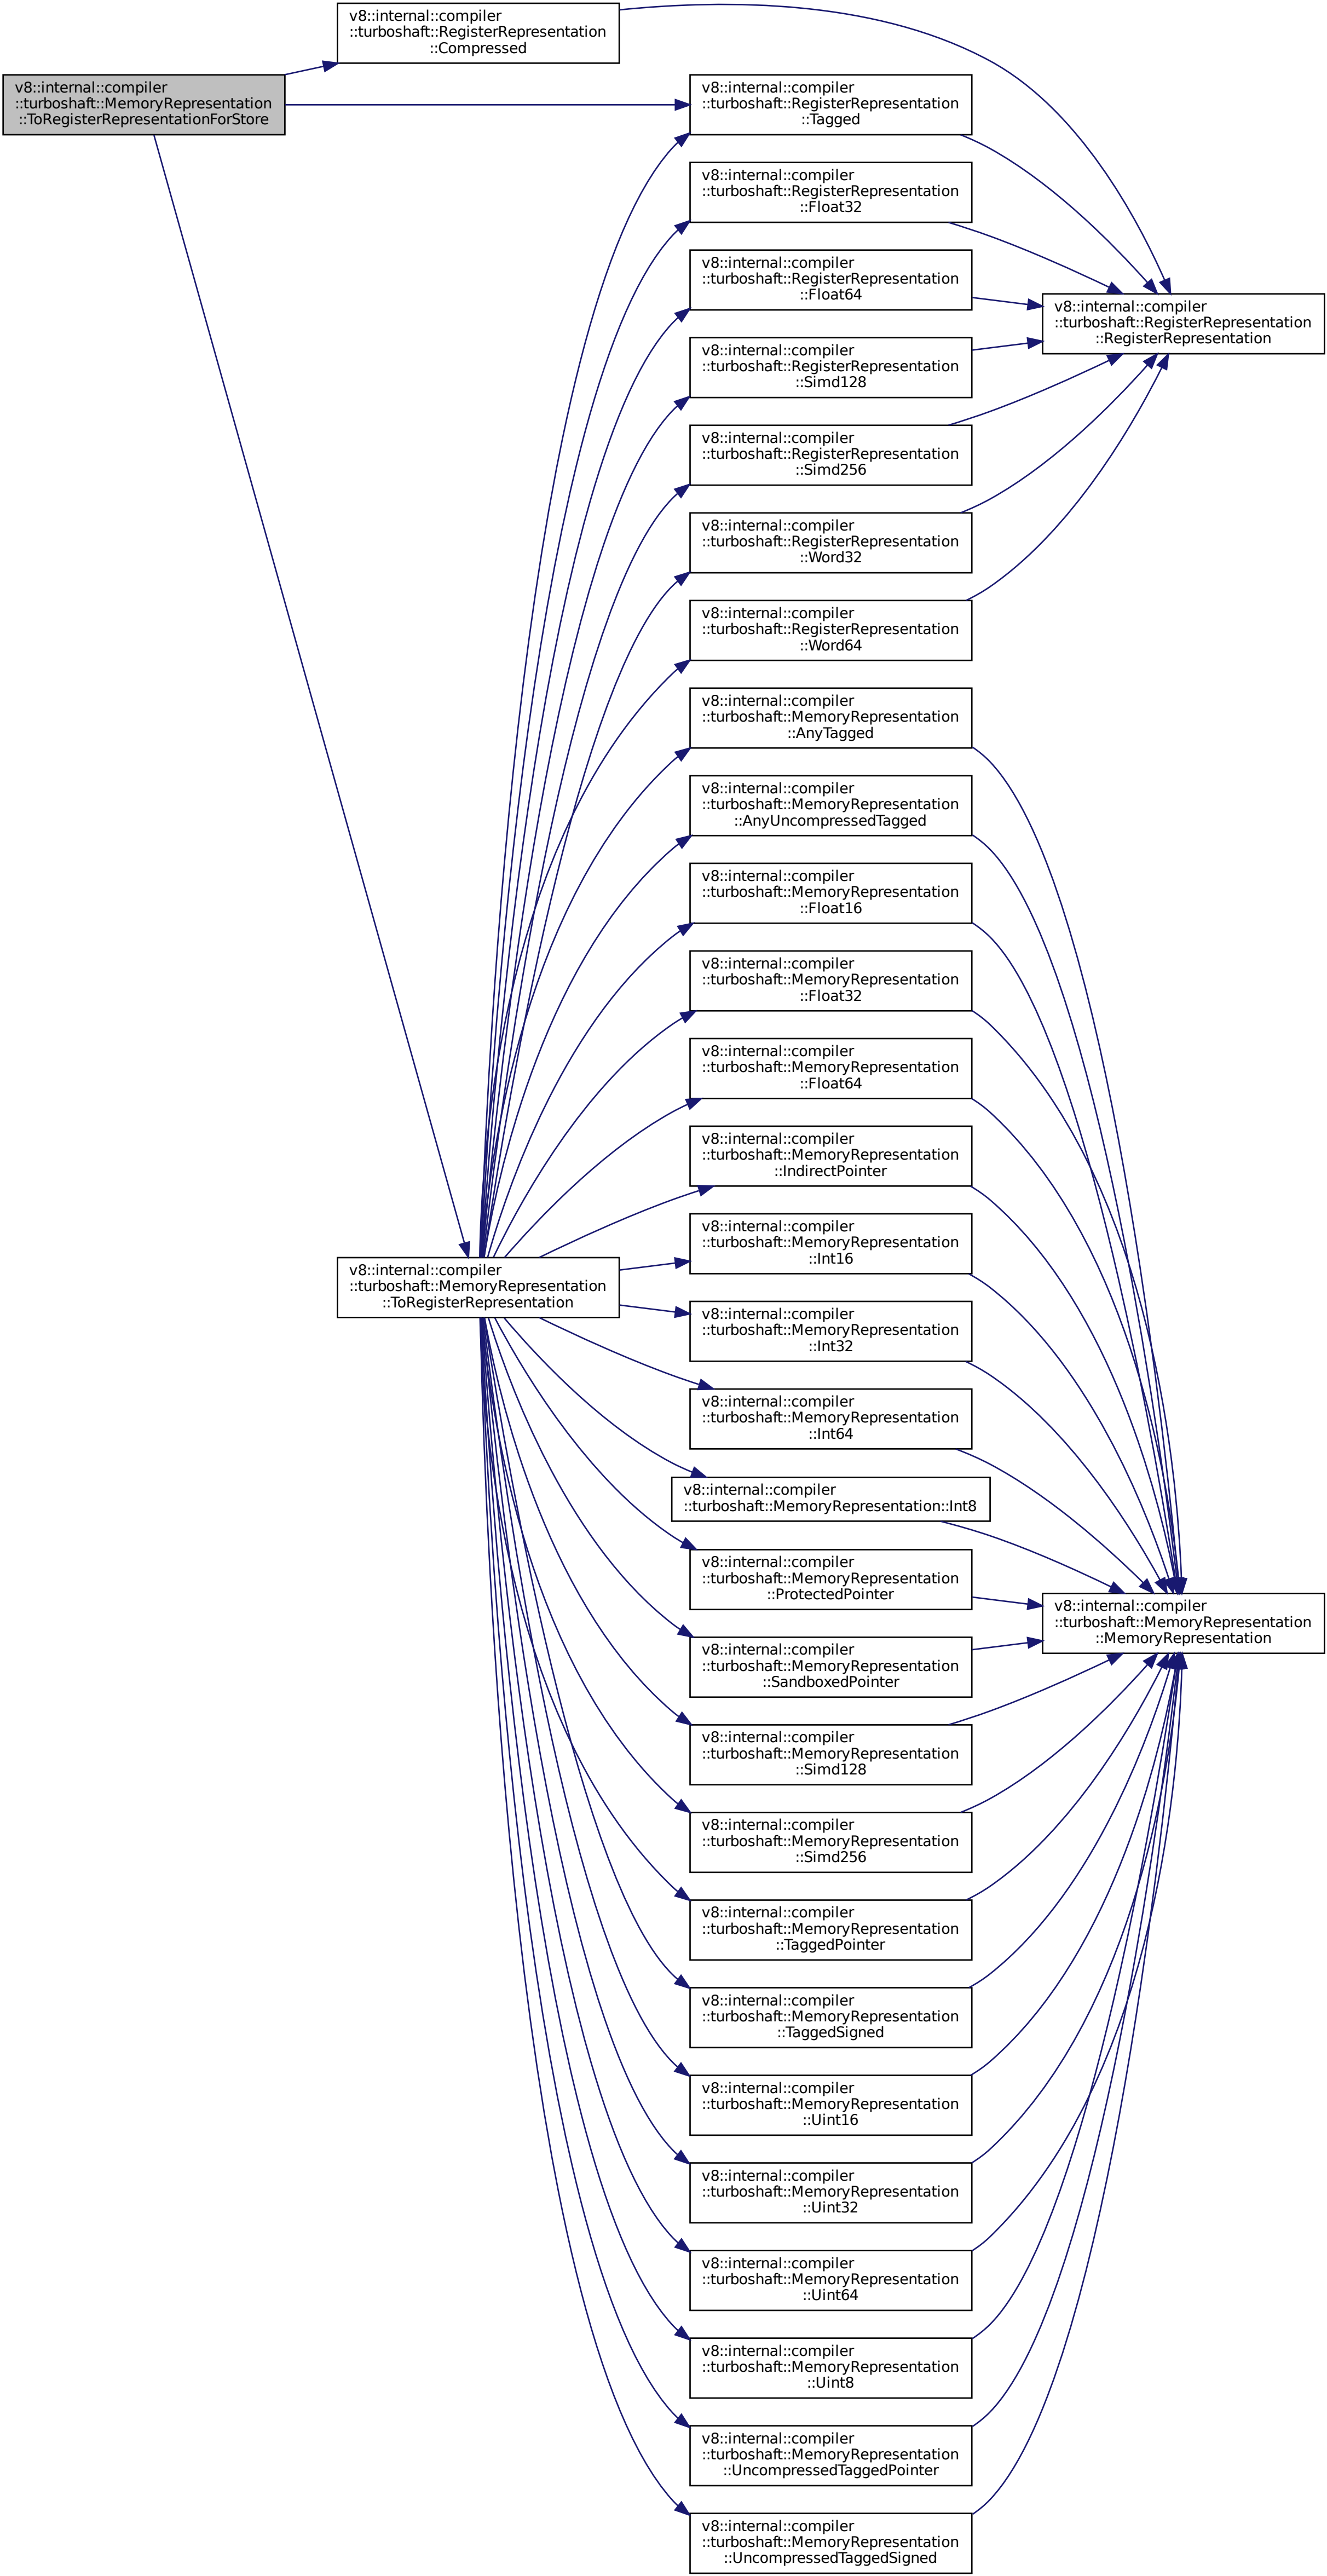 v8::internal::compiler
::turboshaft::RegisterRepresentation
::Compressed
v8::internal::compiler
::turboshaft::MemoryRepresentation
::ToRegisterRepresentationForStore
v8::internal::compiler
::turboshaft::RegisterRepresentation
::Tagged
v8::internal::compiler
::turboshaft::RegisterRepresentation
::Float32
v8::internal::compiler
::turboshaft::RegisterRepresentation
::Float64
v8::internal::compiler
::turboshaft::RegisterRepresentation
::RegisterRepresentation
v8::internal::compiler
::turboshaft::RegisterRepresentation
::Simd128
v8::internal::compiler
::turboshaft::RegisterRepresentation
::Simd256
v8::internal::compiler
::turboshaft::RegisterRepresentation
::Word32
v8::internal::compiler
::turboshaft::RegisterRepresentation
::Word64
v8::internal::compiler
::turboshaft::MemoryRepresentation
::AnyTagged
v8::internal::compiler
::turboshaft::MemoryRepresentation
::AnyUncompressedTagged
v8::internal::compiler
::turboshaft::MemoryRepresentation
::Float16
v8::internal::compiler
::turboshaft::MemoryRepresentation
::Float32
v8::internal::compiler
::turboshaft::MemoryRepresentation
::Float64
v8::internal::compiler
::turboshaft::MemoryRepresentation
::IndirectPointer
v8::internal::compiler
::turboshaft::MemoryRepresentation
::Int16
v8::internal::compiler
::turboshaft::MemoryRepresentation
::ToRegisterRepresentation
v8::internal::compiler
::turboshaft::MemoryRepresentation
::Int32
v8::internal::compiler
::turboshaft::MemoryRepresentation
::Int64
v8::internal::compiler
::turboshaft::MemoryRepresentation::Int8
v8::internal::compiler
::turboshaft::MemoryRepresentation
::ProtectedPointer
v8::internal::compiler
::turboshaft::MemoryRepresentation
::MemoryRepresentation
v8::internal::compiler
::turboshaft::MemoryRepresentation
::SandboxedPointer
v8::internal::compiler
::turboshaft::MemoryRepresentation
::Simd128
v8::internal::compiler
::turboshaft::MemoryRepresentation
::Simd256
v8::internal::compiler
::turboshaft::MemoryRepresentation
::TaggedPointer
v8::internal::compiler
::turboshaft::MemoryRepresentation
::TaggedSigned
v8::internal::compiler
::turboshaft::MemoryRepresentation
::Uint16
v8::internal::compiler
::turboshaft::MemoryRepresentation
::Uint32
v8::internal::compiler
::turboshaft::MemoryRepresentation
::Uint64
v8::internal::compiler
::turboshaft::MemoryRepresentation
::Uint8
v8::internal::compiler
::turboshaft::MemoryRepresentation
::UncompressedTaggedPointer
v8::internal::compiler
::turboshaft::MemoryRepresentation
::UncompressedTaggedSigned